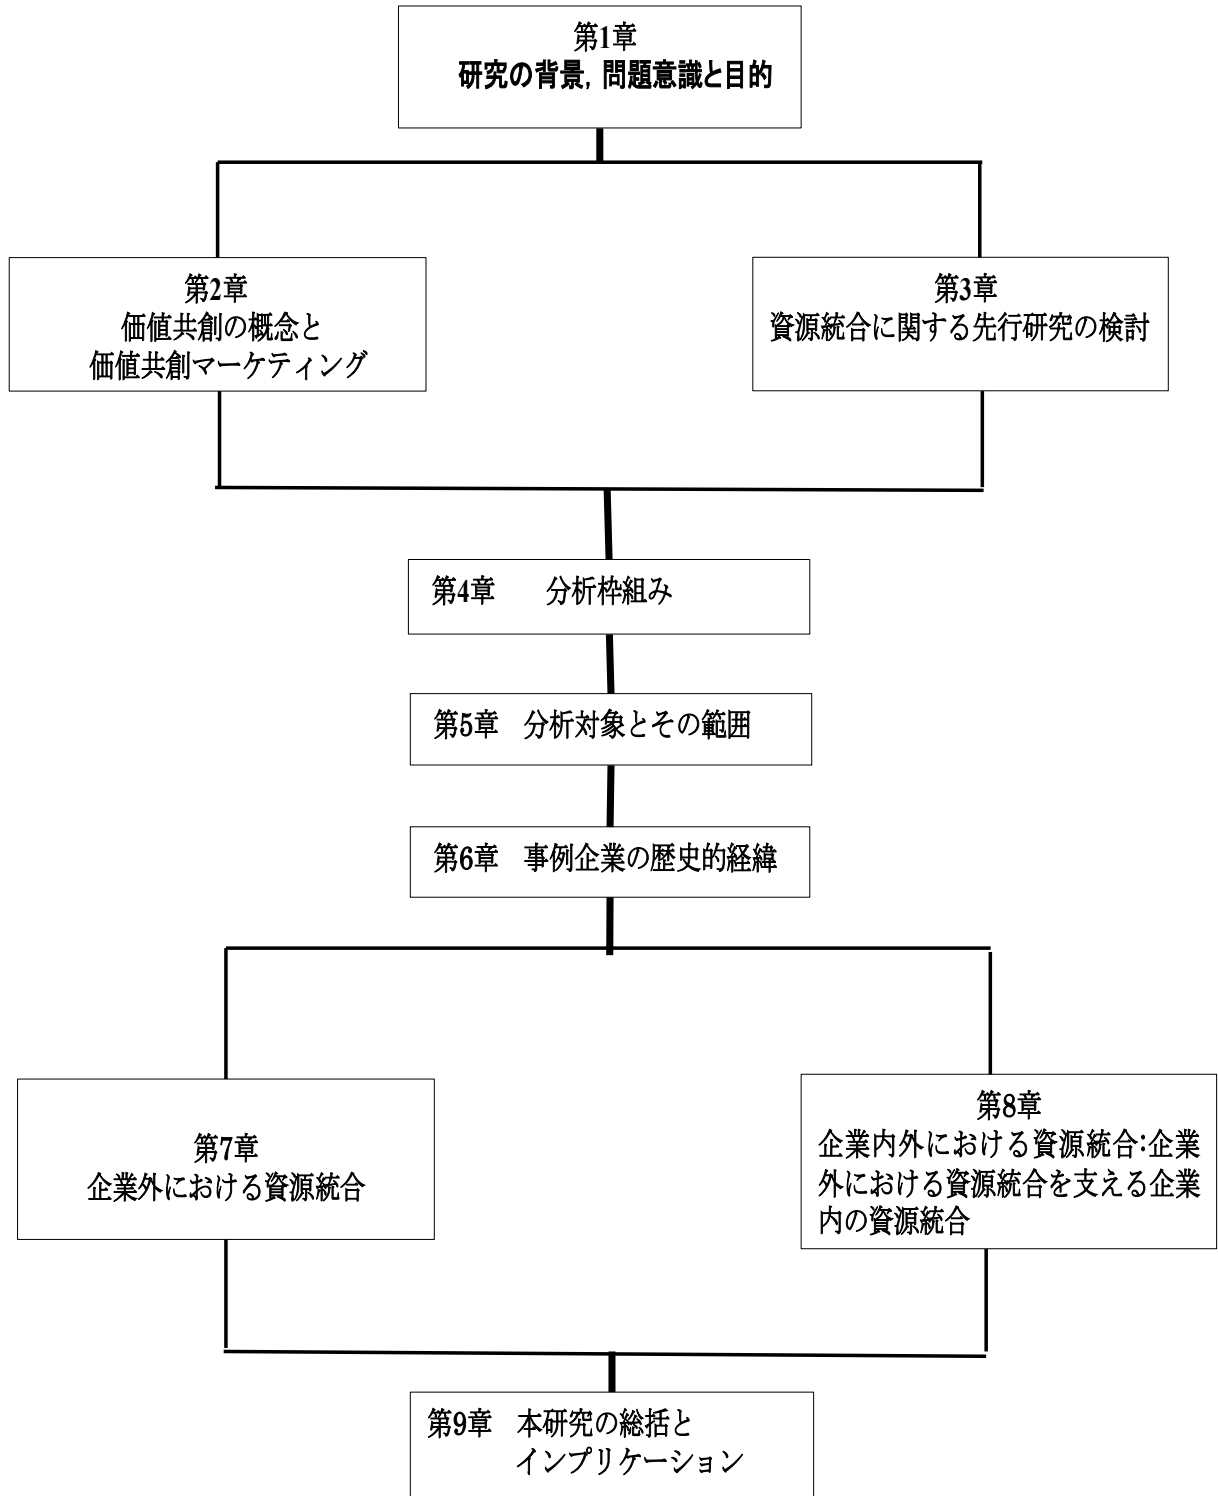 第1章
研究の背景，問題意識と目的
第2章
価値共創の概念と
価値共創マーケティング
第3章
資源統合に関する先行研究の検討
第4章　　分析枠組み
第5章　分析対象とその範囲
第6章　事例企業の歴史的経緯
第7章
企業外における資源統合
第8章
企業内外における資源統合：企業
外における資源統合を支える企業
内の資源統合
第9章　本研究の総括と
インプリケーション